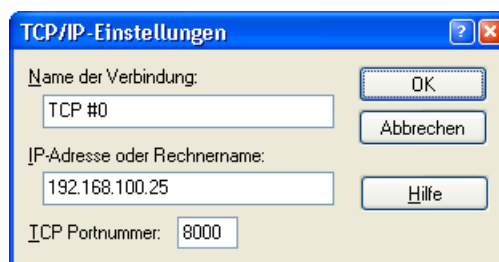 TCP/IP-Einstellungen
Name der Verbindung:
TCP #0
IP-Adresse oder Rechnername:
192.168.100.25
TCP Portnummer: 8000
OK
Abbrechen
Hilfe